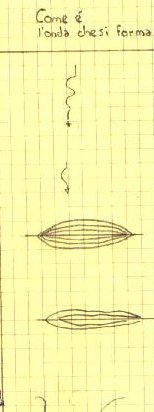 Come é
l'onda che si forma